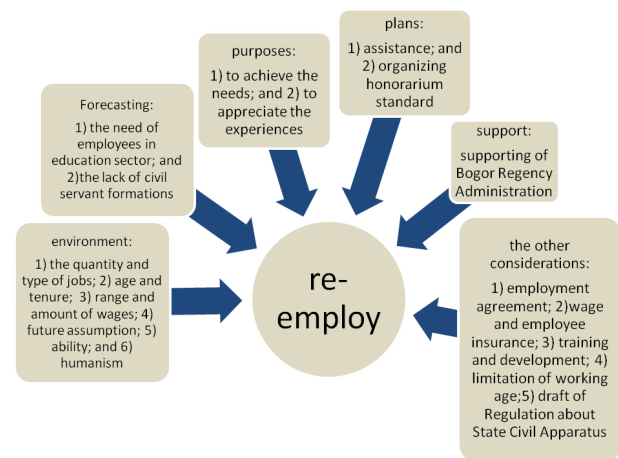 environment:
1) the quantity and
type of jobs; 2) age and
tenure; 3) range and
amount of wages; 4)
future assumption; 5)
ability; and 6)
humanism
Forecasting:
1) the need of
employees in
education sector; and
2)the lack of civil
servant formations
purposes:
1) to achieve the
needs; and 2) to
appreciate the
experiences
plans:
1) assistance; and
2) organizing
honorarium
standard
support:
supporting of
Bogor Regency
Administration
the other
considerations:
1) employment
agreement; 2)wage
and employee
insurance; 3) training
and development; 4)
limitation of working
age;5) draft of
Regulation about
State Civil Apparatus
re-
employ